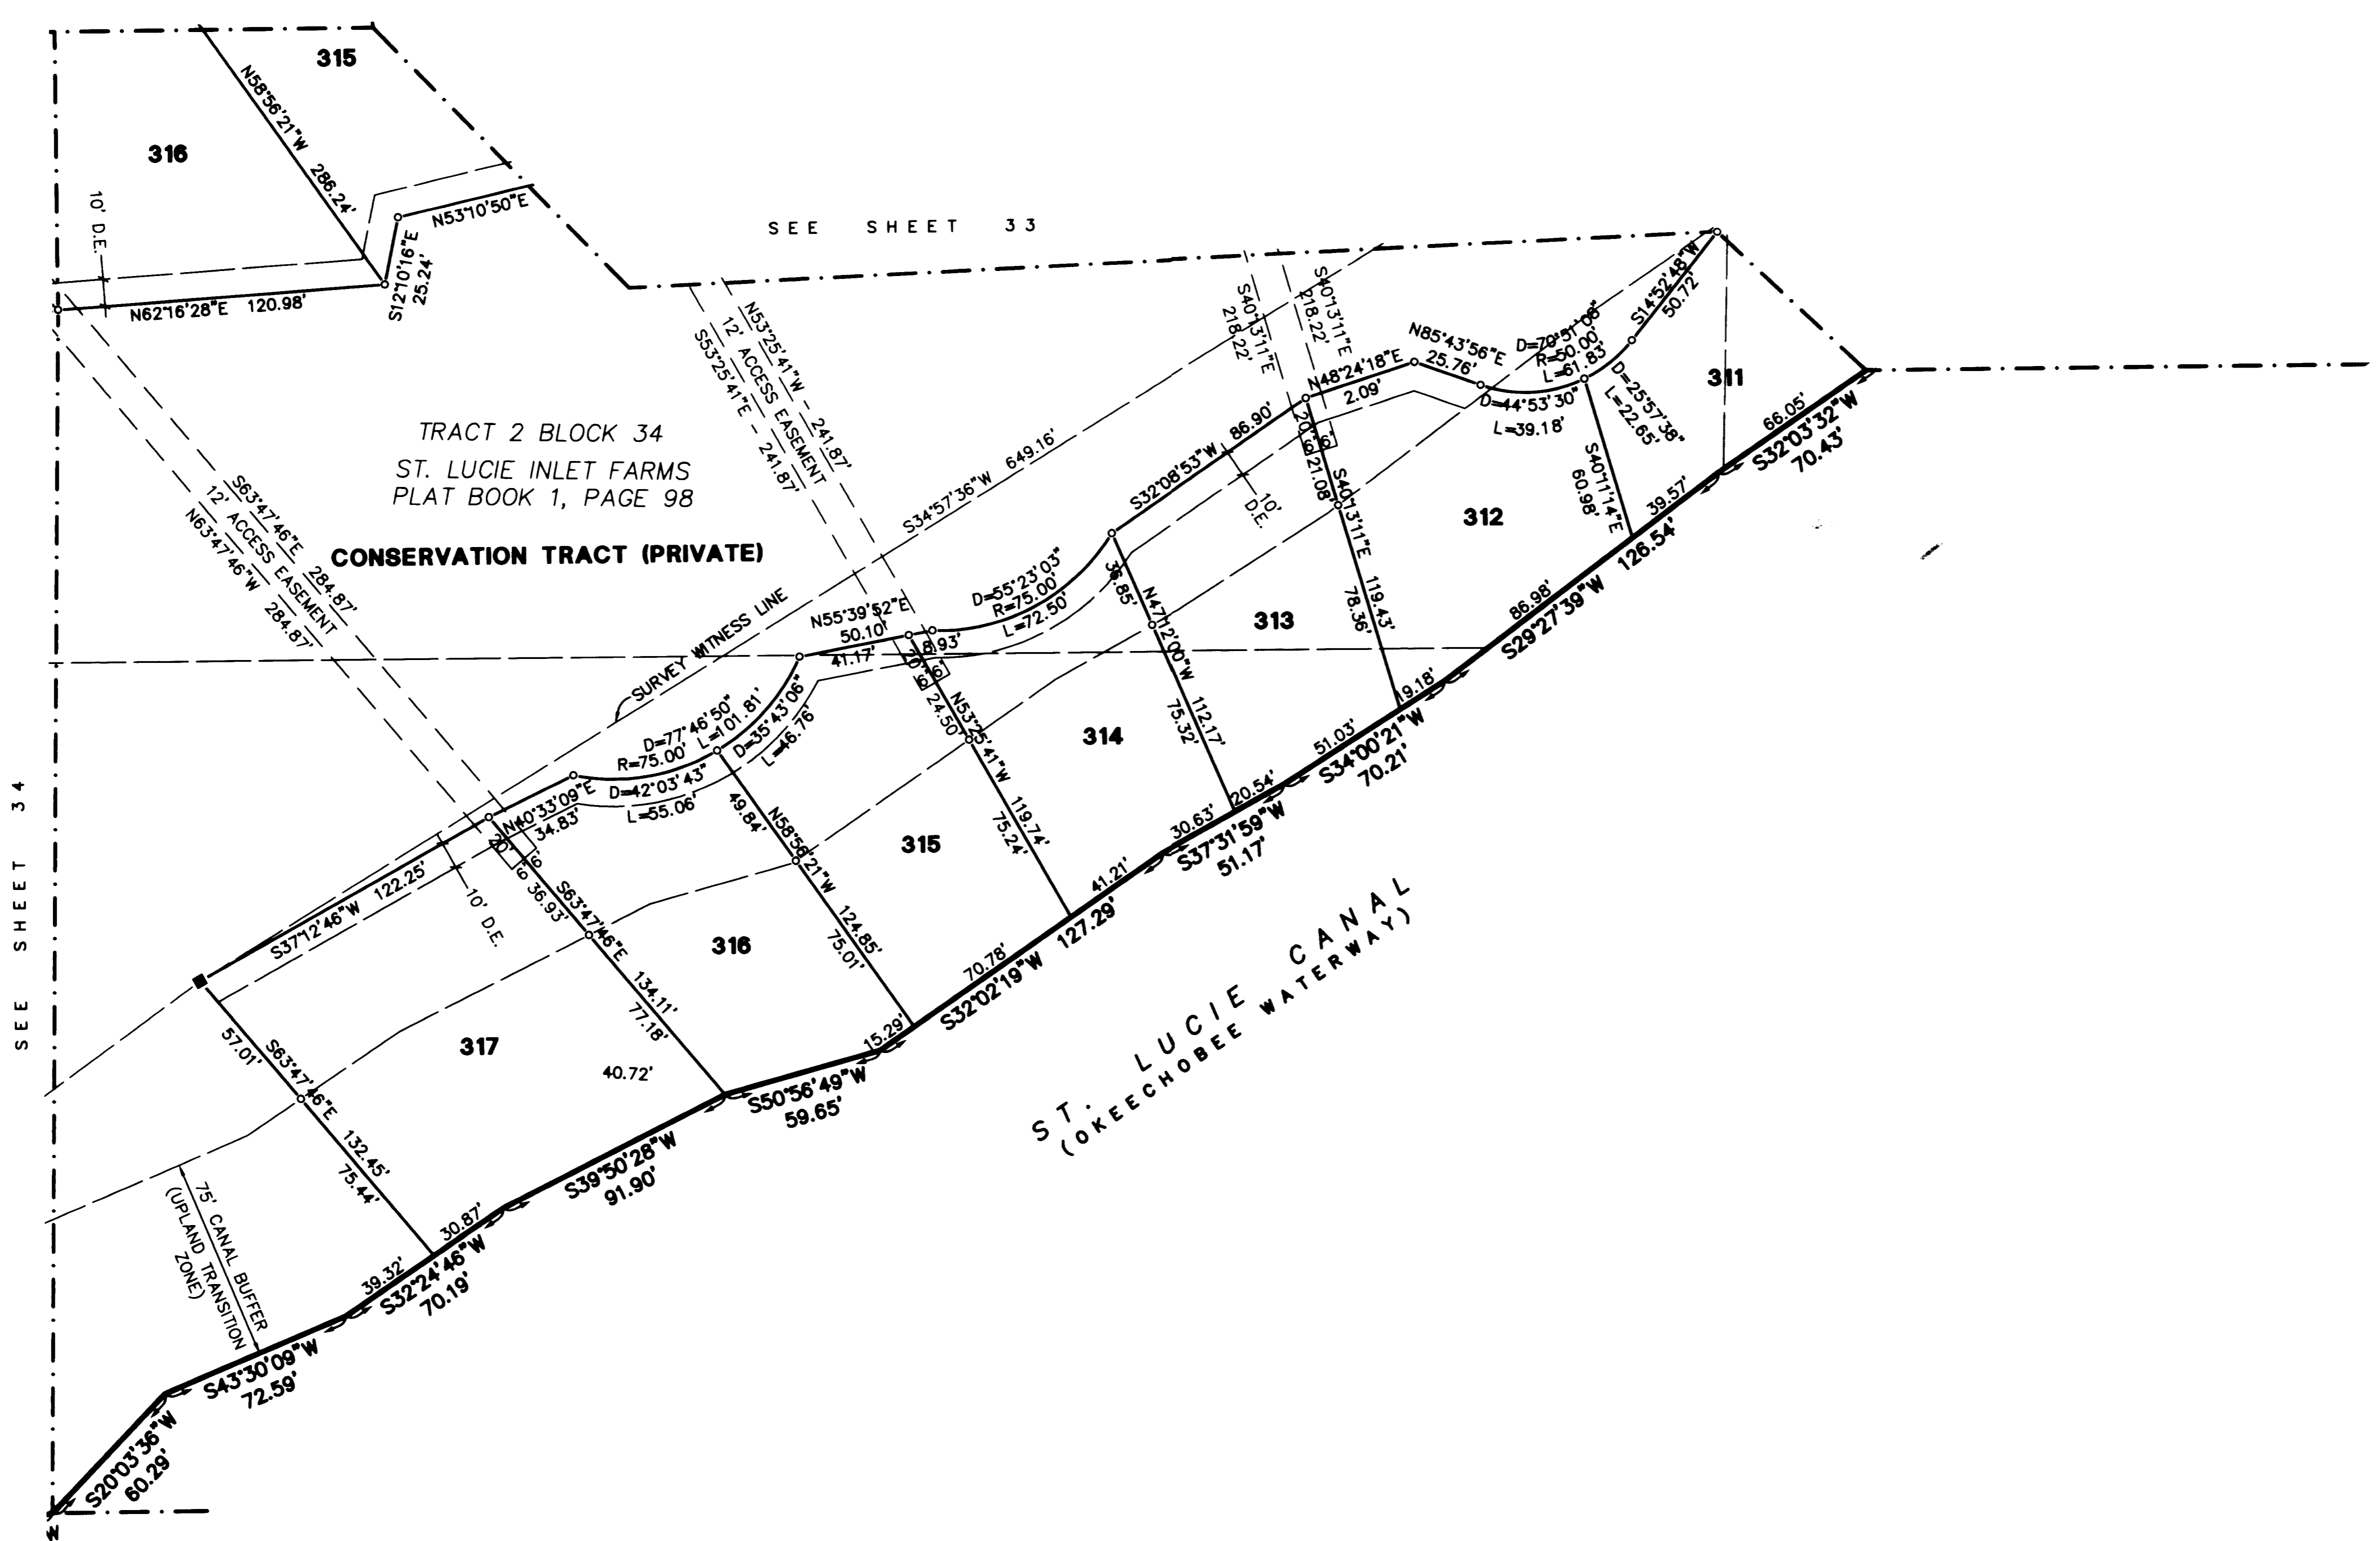 315
316
N58°56'21"W 286.24'
10' D.E.
N53°10'50"E
S12°10'16"E
25.24'
N62°16'28"E 120.98'
SEE SHEET 33
TRACT 2 BLOCK 34
ST. LUCIE INLET FARMS
PLAT BOOK 1, PAGE 98
CONSERVATION TRACT (PRIVATE)
S63°47'46"E 284.87'
12' ACCESS EASEMENT
N63°47'46"W 284.87'
N53°25'41"W - 241.87'
12' ACCESS EASEMENT
S53°25'41"E - 241.87'
S40°13'11"E
218.22'
S40°13'11"E
218.22'
S34°57'36"W 649.16'
SURVEY WITNESS LINE
N48°24'18"E
2.09'
N85°43'56"E
25.76'
D=70°51'08"
R=50.00'
L=61.83'
D=44°53'30"
L=39.18'
D=25°57'38"
L=22.65'
S14°52'48"W
50.72'
311
66.05'
S32°03'32"W
70.43'
S40°11'14"E
60.98'
39.57'
S29°27'39"W 126.54'
86.98'
312
S32°08'53"W 86.90'
10'
D.E.
20'
6'
6'
21.08'
S40°13'11"E 119.43'
78.36'
313
19.18'
S34°00'21"W
70.21'
51.03'
D=55°23'03"
R=75.00'
L=72.50'
36.85'
N47°12'00"W 112.17'
75.32'
314
20.54'
S37°31'59"W
51.17'
30.63'
N55°39'52"E
50.10'
41.17'
8.93'
20'
6'
6'
24.50'
N53°25'41"W 119.74'
75.24'
315
41.21'
S32°02'19"W 127.29'
70.78'
15.29'
D=77°46'50"
R=75.00'
L=101.81'
D=35°43'06"
L=46.76'
D=42°03'43"
L=55.06'
49.84'
N58°56'21"W 124.85'
75.01'
316
N40°33'09"E
34.83'
20'
6'
6'
36.93'
S63°47'46"E 134.11'
77.18'
S50°56'49"W
59.65'
S37°12'46"W 122.25'
10' D.E.
317
40.72'
S39°50'28"W
91.90'
57.01'
S63°47'46"E 132.45'
75.44'
30.87'
39.32'
S32°24'46"W
70.19'
75' CANAL BUFFER
(UPLAND TRANSITION
ZONE)
S43°30'09"W
72.59'
S20°03'36"W
60.29'
SEE SHEET 34
ST. LUCIE CANAL
(OKEECHOBEE WATERWAY)